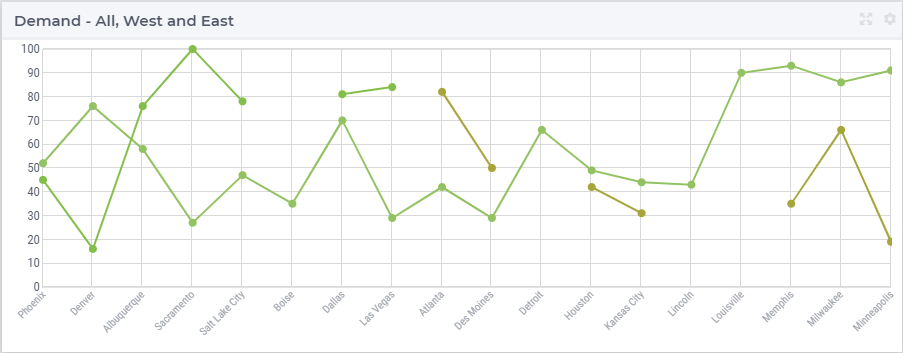 Demand - All, West and East
100
90
80
70
60
50
40
30
20
10
0
Phoenix
Denver
Albuquerque
Sacramento
Salt Lake City
Boise
Dallas
Las Vegas
Atlanta
Des Moines
Detroit
Houston
Kansas City
Lincoln
Louisville
Memphis
Milwaukee
Minneapolis